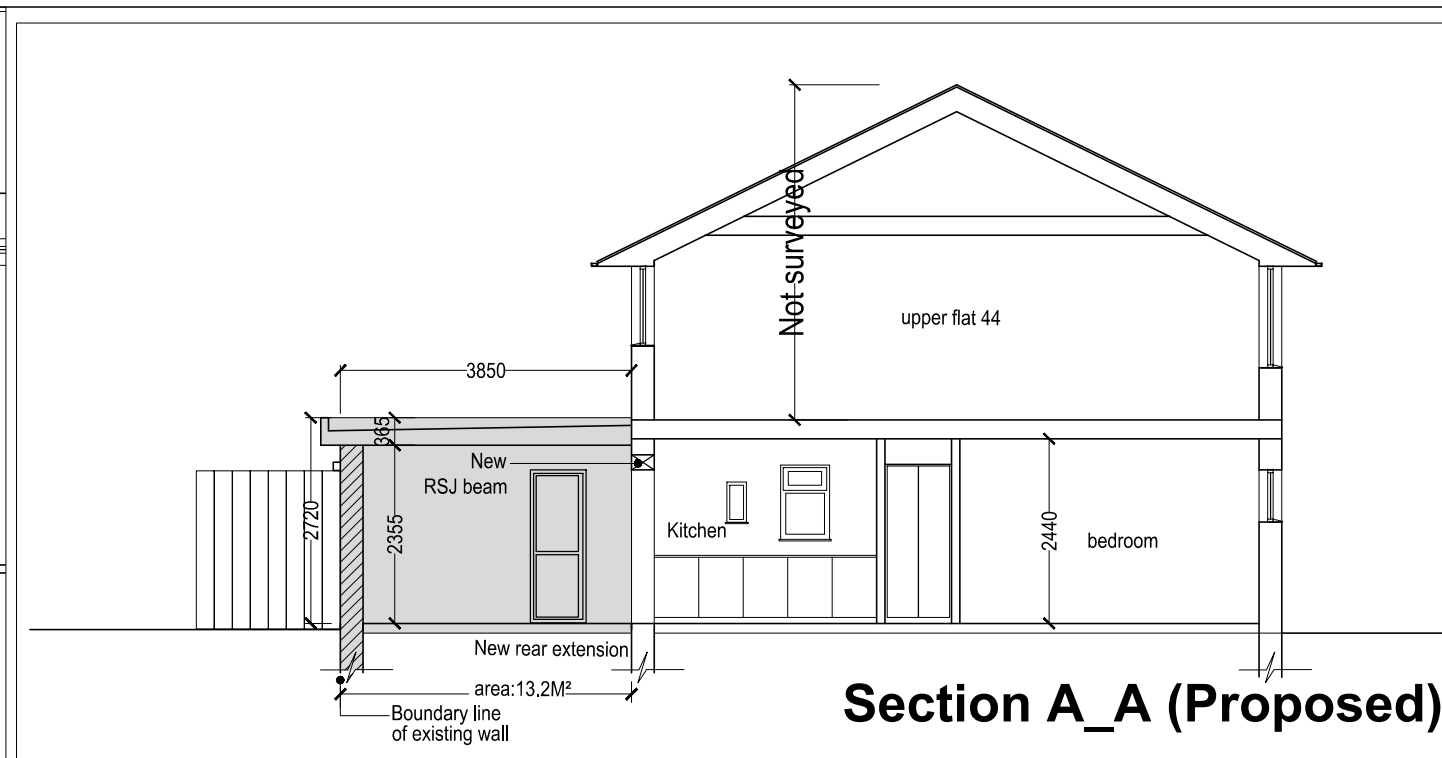 Not surveyed
upper flat 44
3850
365
New
RSJ beam
2720
2355
Kitchen
2440
bedroom
New rear extension
area:13.2M²
Boundary line
of existing wall
Section A_A (Proposed)